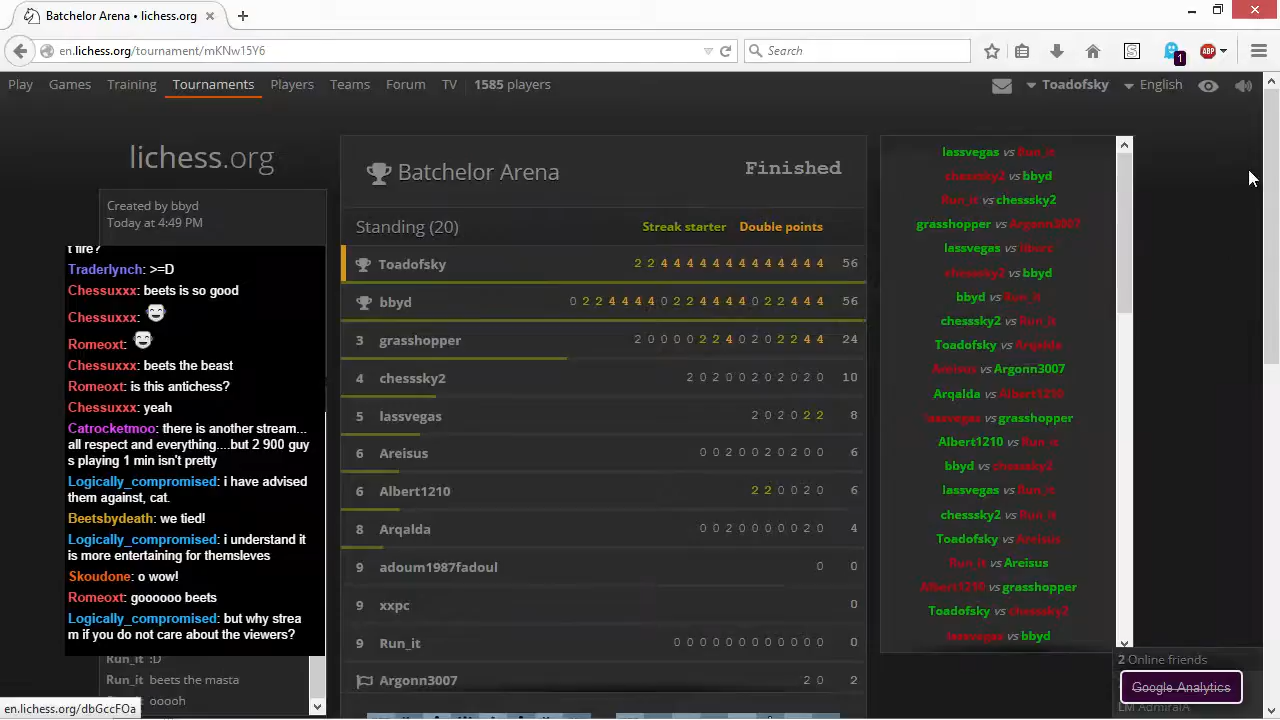 Batchelor Arena • lichess.org
en.lichess.org/tournament/mKNw15Y6
Search
S
1
ABP
Play Games Training Tournaments Players Teams Forum TV 1585 players
Toadofsky English
lichess.org
Created by bbyd
Today at 4:49 PM
t fire?
Traderlynch: >=D
Chessuxxx: beets is so good
Chessuxxx:
Romeoxt:
Chessuxxx: beets the beast
Romeoxt: is this antichess?
Chessuxxx: yeah
Catrocketmoo: there is another strem...
all respect and everything....but 2 900 guy
s playing 1 min isn't pretty
Logically_compromised: i have advised
them against, cat.
Beetsbydeath: we tied!
Logically_compromised: i understand it
is more entertaining for themsleves
Skoudone: o wow!
Romeoxt: goooooo beets
Logically_compromised: but why strea
m if you do not care about the viewers?
Run_it :D
Run_it beets the masta
ooooh
en.lichess.org/dbGccFOa
Batchelor Arena Finished
Standing (20) Streak starter Double points
Toadofsky 2 2 4 4 4 4 4 4 4 4 4 4 4 4 4 56
bbyd 0 2 2 4 4 4 4 0 2 2 4 4 4 4 0 2 2 4 4 4 56
3 grasshopper 2 0 0 0 0 2 2 4 0 2 0 2 2 4 4 24
4 chesssky2 2 0 2 0 0 2 0 2 0 2 0 10
5 lassvegas 2 0 2 0 2 2 8
6 Areisus 0 0 2 0 0 2 0 2 0 0 6
6 Albert1210 2 2 0 0 2 0 6
8 Arqalda 0 0 2 0 0 0 0 0 2 0 4
9 adoum1987fadoul 0 0
9 xxpc 0
9 Run_it 0 0 0 0 0 0 0 0 0 0 0 0 0
Argonn3007 2 0 2
lassvegas vs Run_it
chesssky2 vs bbyd
Run_it vs chesssky2
grasshopper vs Argonn3007
lassvegas vs
chesssky2 vs bbyd
bbyd vs Run_it
chesssky2 vs Run_it
Toadofsky vs Arqalda
Areisus vs Argonn3007
Arqalda vs Albert1210
lassvegas vs grasshopper
Albert1210 vs Run_it
bbyd vs chesssky2
lassvegas vs Run_it
chesssky2 vs Run_it
Toadofsky vs Areisus
Run_it vs Areisus
Albert1210 vs grasshopper
Toadofsky vs chesssky2
lassvegas vs bbyd
2 Online friends
Google Analytics
LM AdmiralA